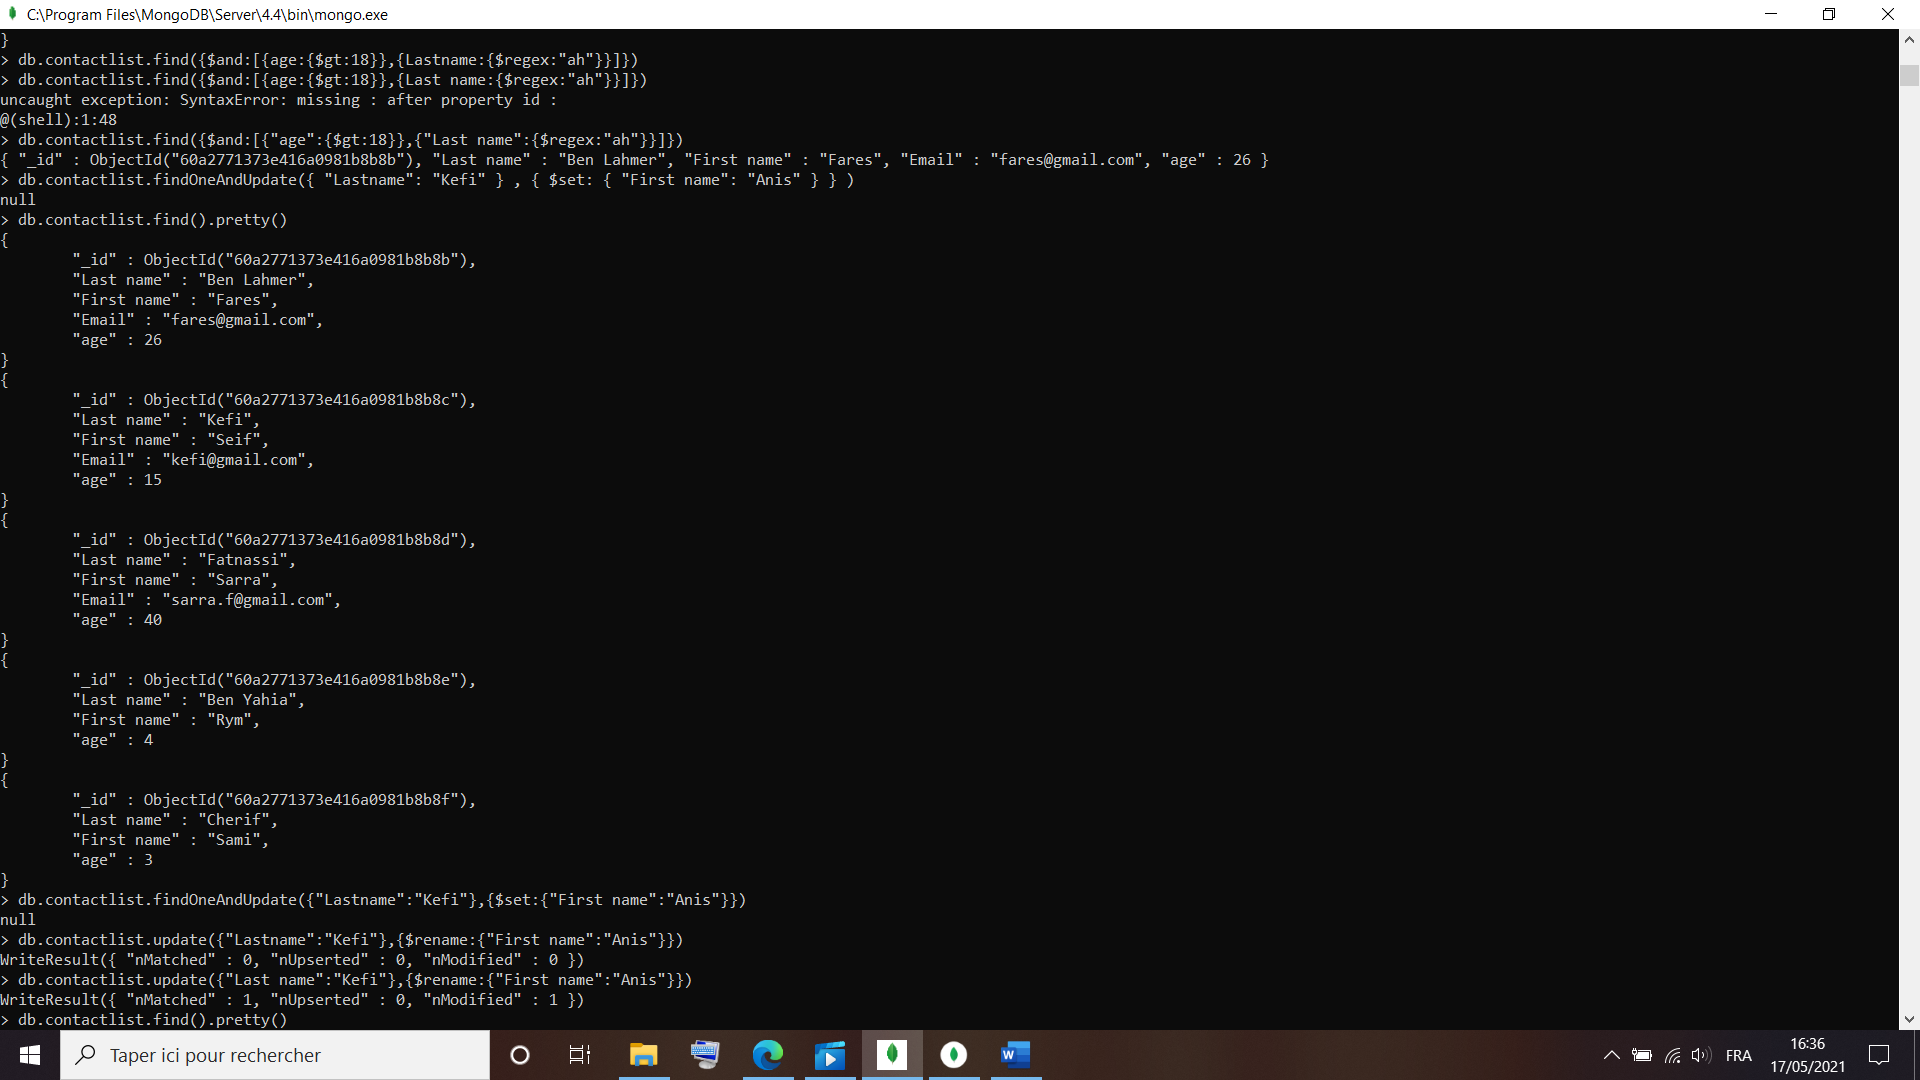 C:\Program Files\MongoDB\Server\4.4\bin\mongo.exe
}
> db.contactlist.find({$and:[{age:{$gt:18}},{Lastname:{$regex:"ah"}}]})
> db.contactlist.find({$and:[{age:{$gt:18}},{Last name:{$regex:"ah"}}]})
uncaught exception: SyntaxError: missing : after property id :
@(shell):1:48
> db.contactlist.find({$and:[{"age":{$gt:18}},{"Last name":{$regex:"ah"}}]})
{ "_id" : ObjectId("60a2771373e416a0981b8b8b"), "Last name" : "Ben Lahmer", "First name" : "Fares", "Email" : "fares@gmail.com", "age" : 26 }
> db.contactlist.findOneAndUpdate({ "Lastname": "Kefi" } , { $set: { "First name": "Anis" } } )
null
> db.contactlist.find().pretty()
{
"_id" : ObjectId("60a2771373e416a0981b8b8b"),
"Last name" : "Ben Lahmer",
"First name" : "Fares",
"Email" : "fares@gmail.com",
"age" : 26
}
{
"_id" : ObjectId("60a2771373e416a0981b8b8c"),
"Last name" : "Kefi",
"First name" : "Seif",
"Email" : "kefi@gmail.com",
"age" : 15
}
{
"_id" : ObjectId("60a2771373e416a0981b8b8d"),
"Last name" : "Fatnassi",
"First name" : "Sarra",
"Email" : "sarra.f@gmail.com",
"age" : 40
}
{
"_id" : ObjectId("60a2771373e416a0981b8b8e"),
"Last name" : "Ben Yahia",
"First name" : "Rym",
"age" : 4
}
{
"_id" : ObjectId("60a2771373e416a0981b8b8f"),
"Last name" : "Cherif",
"First name" : "Sami",
"age" : 3
}
> db.contactlist.findOneAndUpdate({"Lastname":"Kefi"},{$set:{"First name":"Anis"}})
null
> db.contactlist.update({"Lastname":"Kefi"},{$rename:{"First name":"Anis"}})
WriteResult({ "nMatched" : 0, "nUpserted" : 0, "nModified" : 0 })
> db.contactlist.update({"Last name":"Kefi"},{$rename:{"First name":"Anis"}})
WriteResult({ "nMatched" : 1, "nUpserted" : 0, "nModified" : 1 })
> db.contactlist.find().pretty()
Taper ici pour rechercher
W
FRA
16:36
17/05/2021